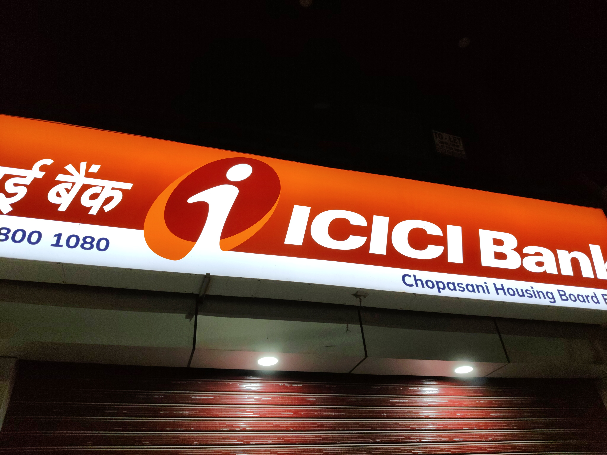 बैंक
ICICI Bank
800 1080
Chopasani Housing Board